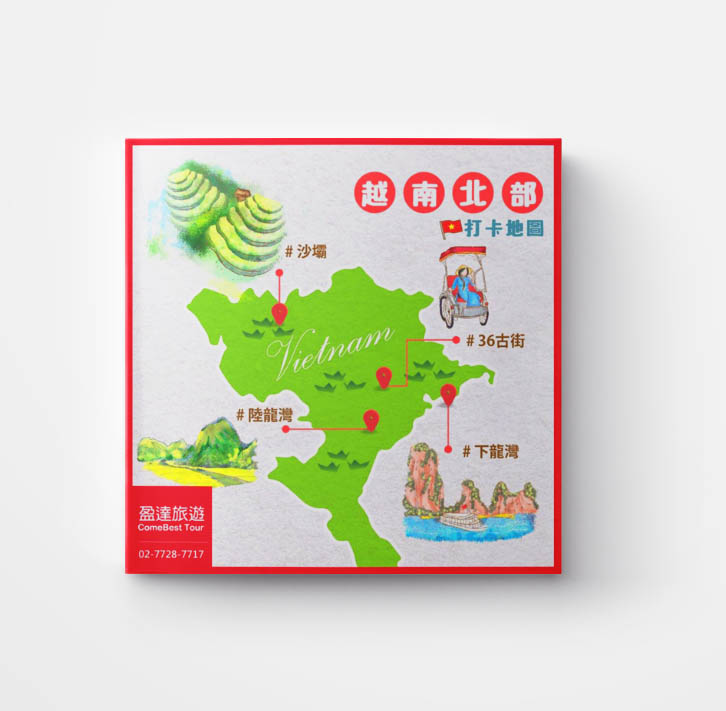 越南北部
打卡地圖
#沙壩
Vietnam
#36古街
#陸龍灣
#下龍灣
盈達旅遊
ComeBest Tour
02-7728-7717